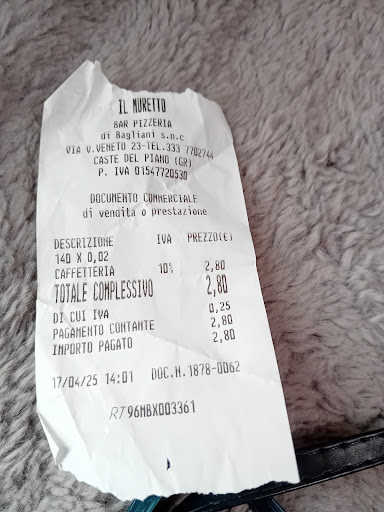 IL MURETTO
BAR PIZZERIA
di Bagliani s.n.c
VIA V.VENETO 23-TEL.333 7702744
CASTE DEL PIANO (GR)
P. IVA 01547720530
DOCUMENTO COMMERCIALE
di vendita o prestazione
DESCRIZIONE IVA PREZZO(€)
140 X 0,02
CAFFETTERIA 10% 2,80
TOTALE COMPLESSIVO 2,80
DI CUI IVA 0,25
PAGAMENTO CONTANTE 2,80
IMPORTO PAGATO 2,80
17/04/25 14:01 DOC.N.1878-0062
RT 96MBX003361